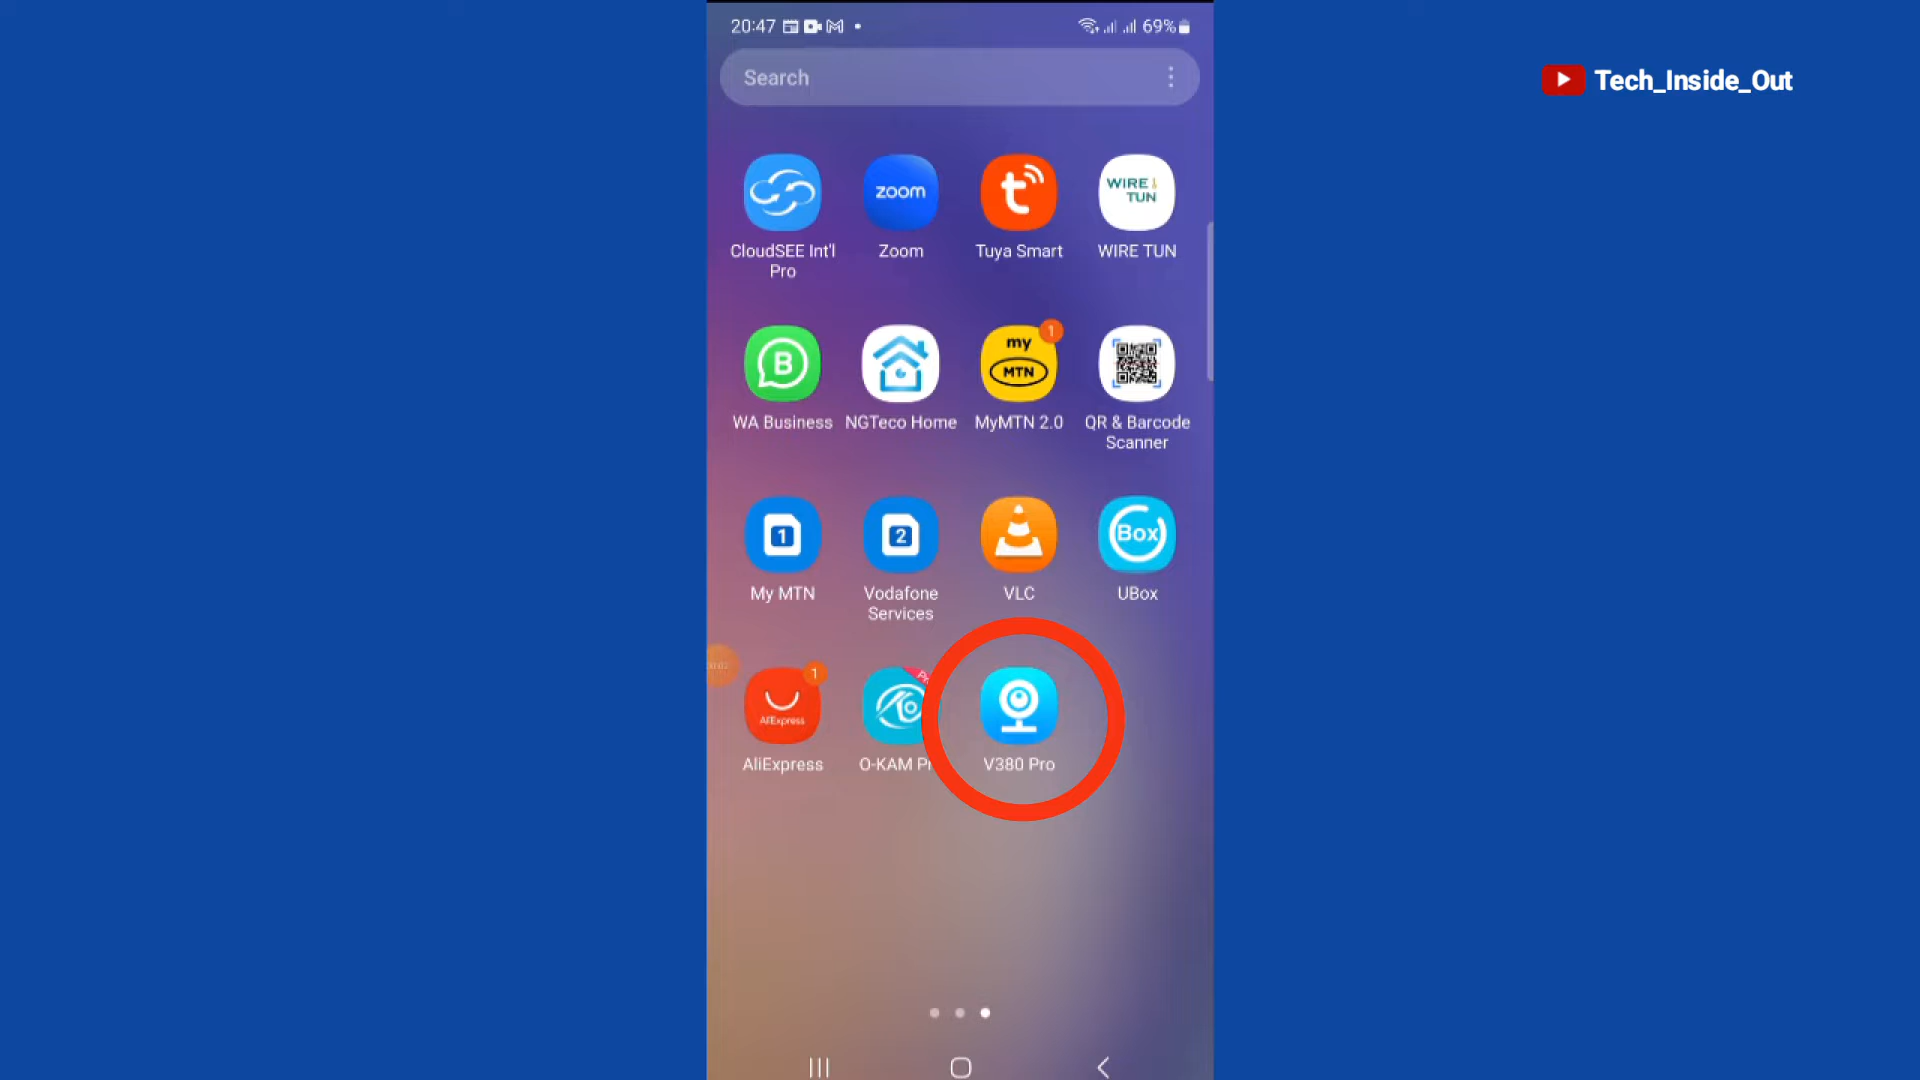 20:47
69%
Search
Tech_Inside_Out
zoom
WIRE
TUN
CloudSEE Int'l
Pro
Zoom
Tuya Smart
WIRE TUN
B
my
MTN
1
WA Business
NGTeco Home
MyMTN 2.0
QR & Barcode
Scanner
1
2
Box
My MTN
Vodafone
Services
VLC
UBox
AliExpress
1
AliExpress
O-KAM
V380 Pro